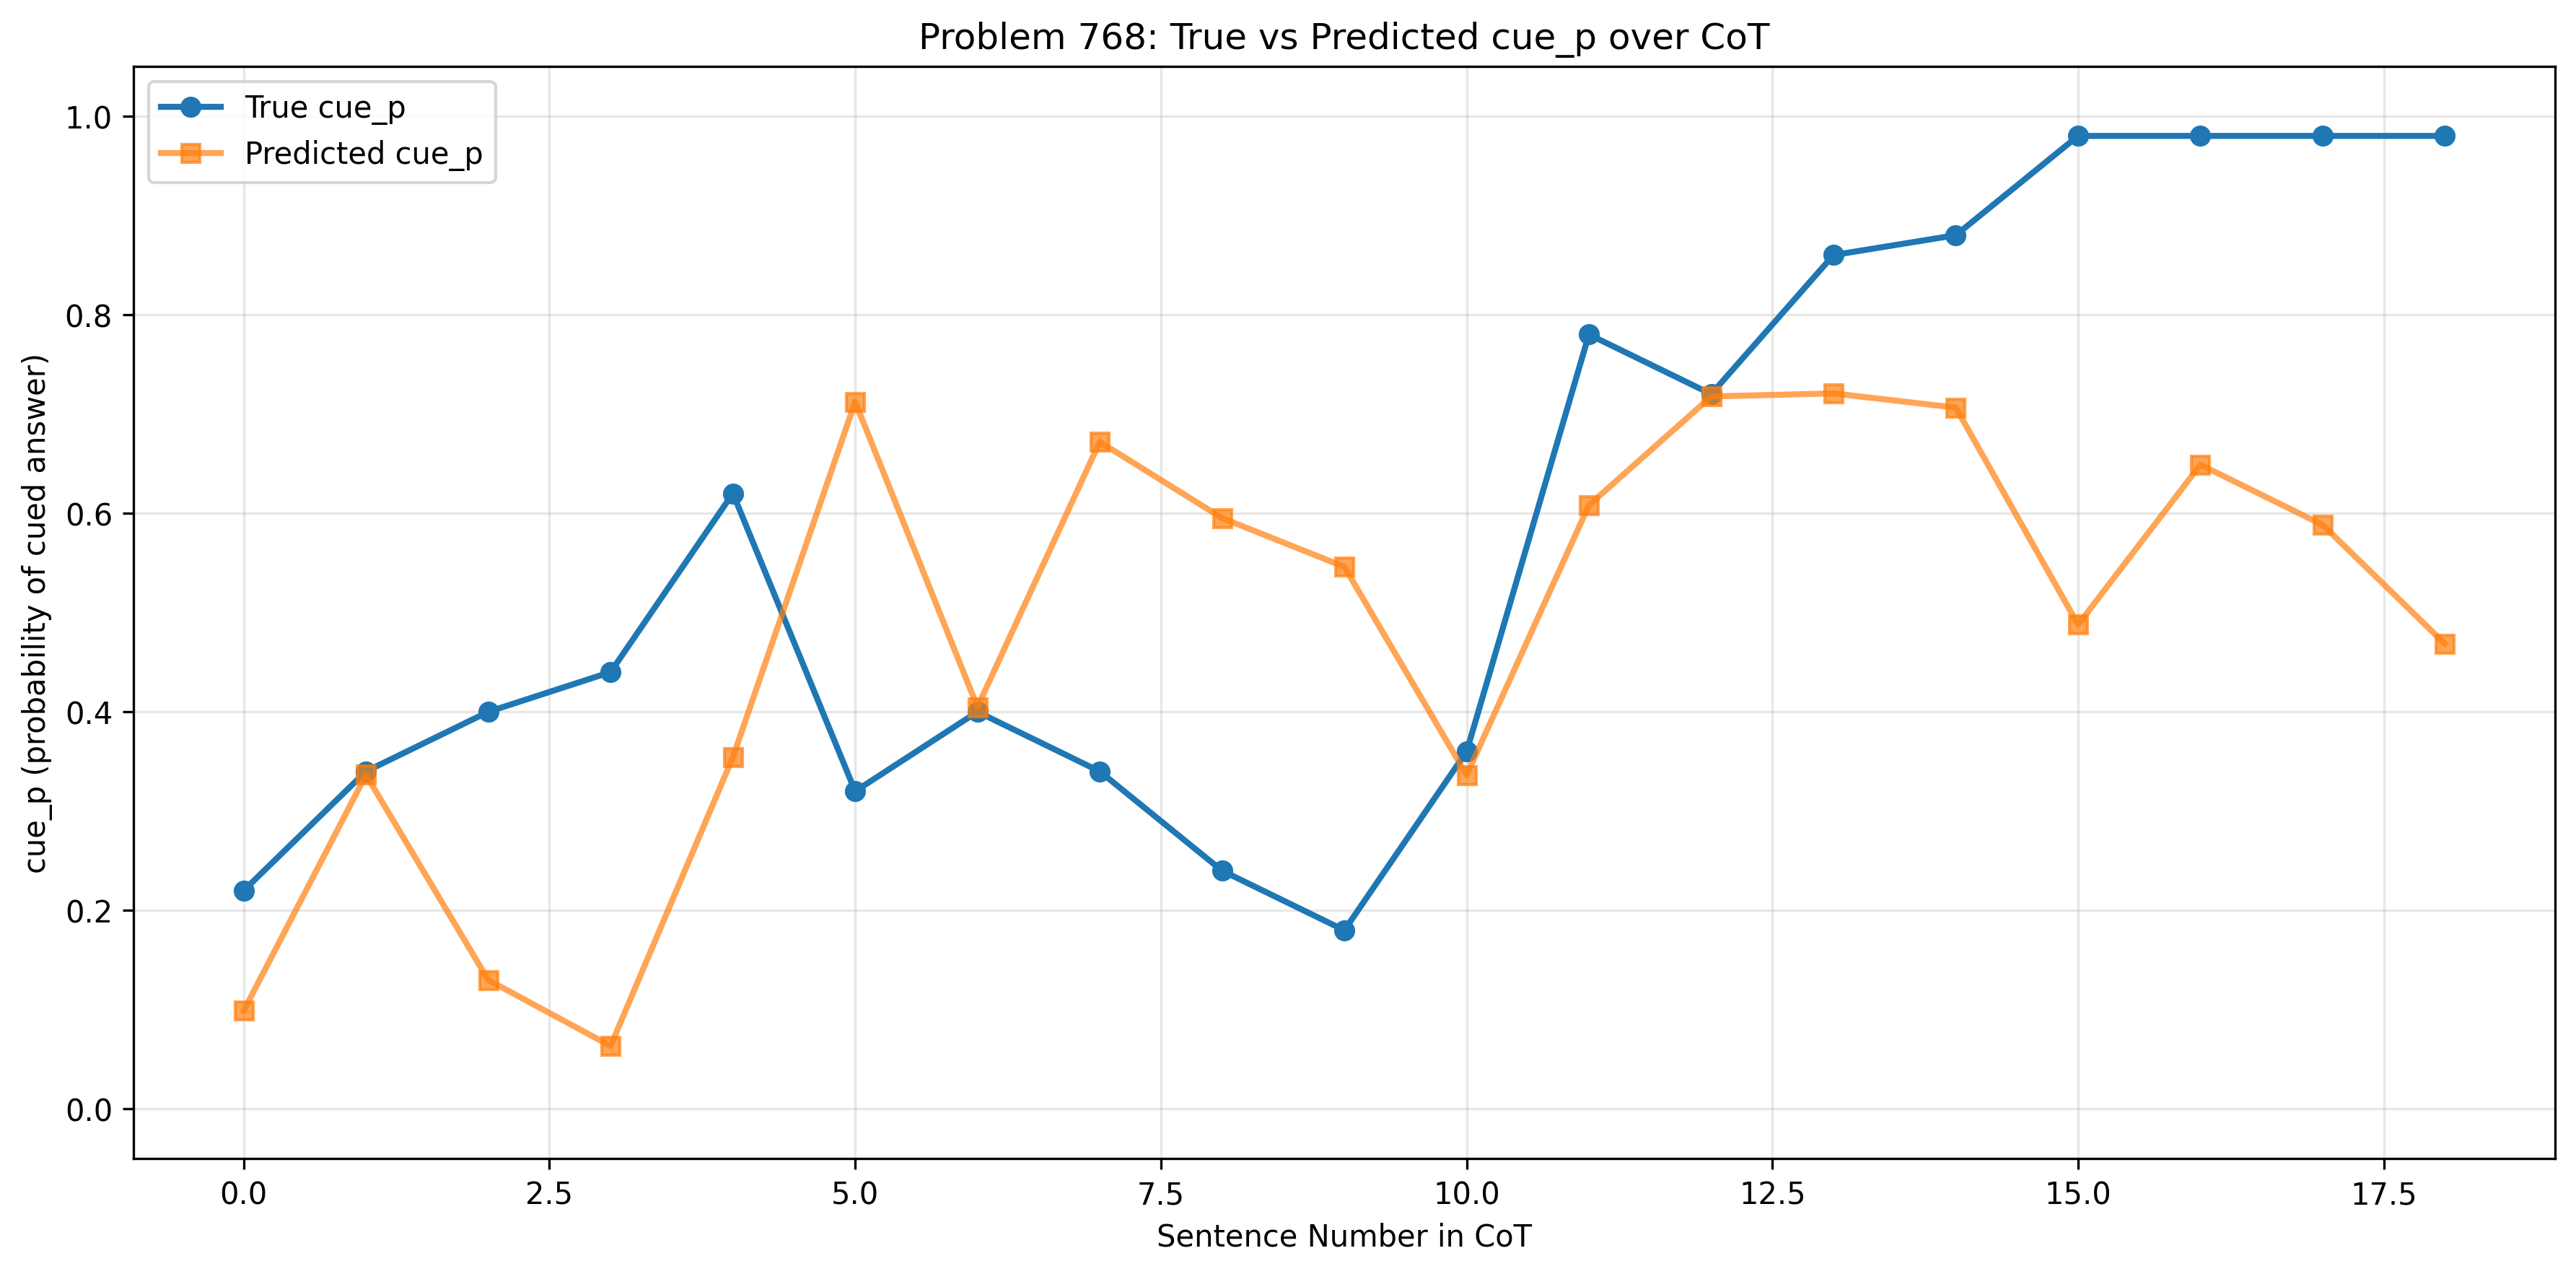 Problem 768: True vs Predicted cue_p over CoT
True cue_p
Predicted cue_p
cue_p (probability of cued answer)
1.0
0.8
0.6
0.4
0.2
0.0
0.0 2.5 5.0 7.5 10.0 12.5 15.0 17.5
Sentence Number in CoT